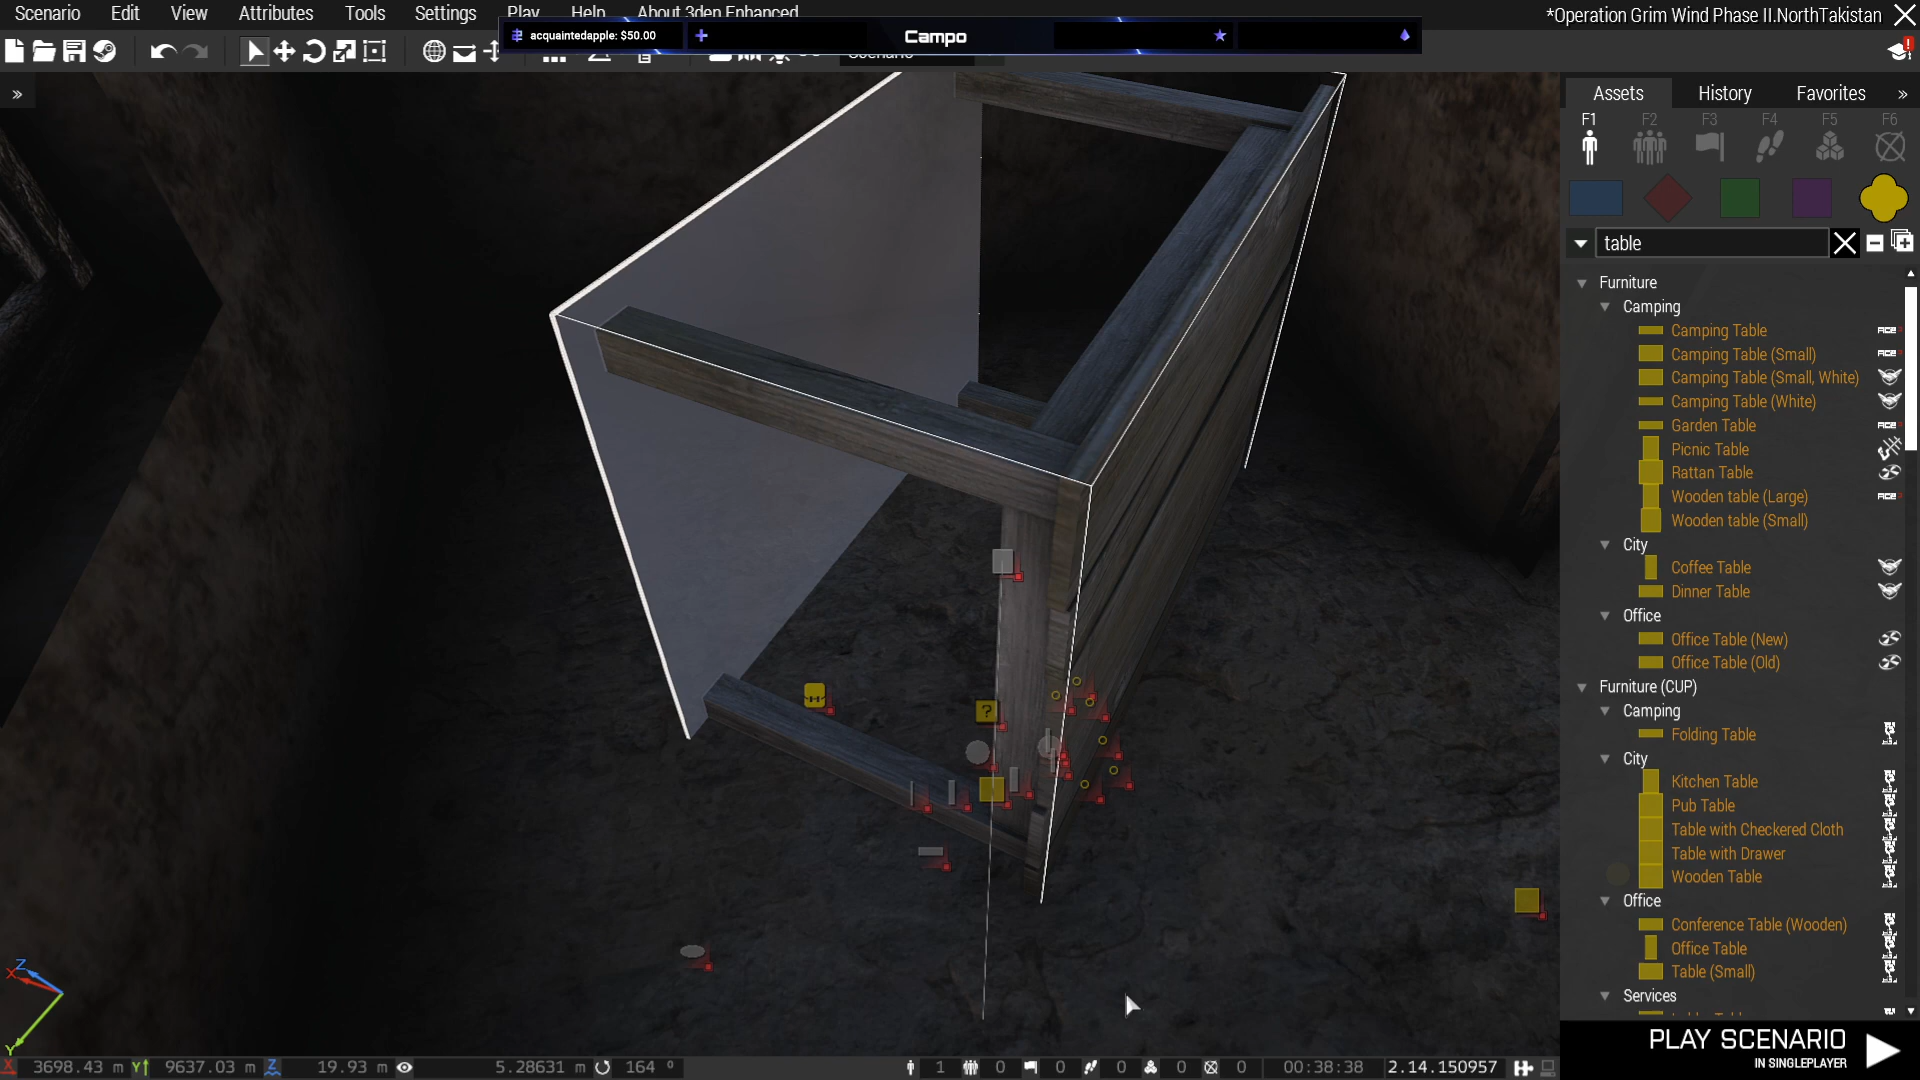 Scenario Edit View Attributes Tools Settings Play Help About 3den Enhanced
*Operation Grim Wind Phase II.NorthTakistan
acquaintedapple: $50.00
Campo
Scenario
Assets History Favorites
F1 F2 F3 F4 F5 F6
table
Furniture
Camping
Camping Table
Camping Table (Small)
Camping Table (Small, White)
Camping Table (White)
Garden Table
Picnic Table
Rattan Table
Wooden table (Large)
Wooden table (Small)
City
Coffee Table
Dinner Table
Office
Office Table (New)
Office Table (Old)
Furniture (CUP)
Camping
Folding Table
City
Kitchen Table
Pub Table
Table with Checkered Cloth
Table with Drawer
Wooden Table
Office
Conference Table (Wooden)
Office Table
Table (Small)
Services
?
Z
X
Y
PLAY SCENARIO
IN SINGLEPLAYER
X 3698.43 m Y 9637.03 m Z 19.93 m 5.28631 m 164 ° 1 0 0 0 0 0 00:38:38 2.14.150957